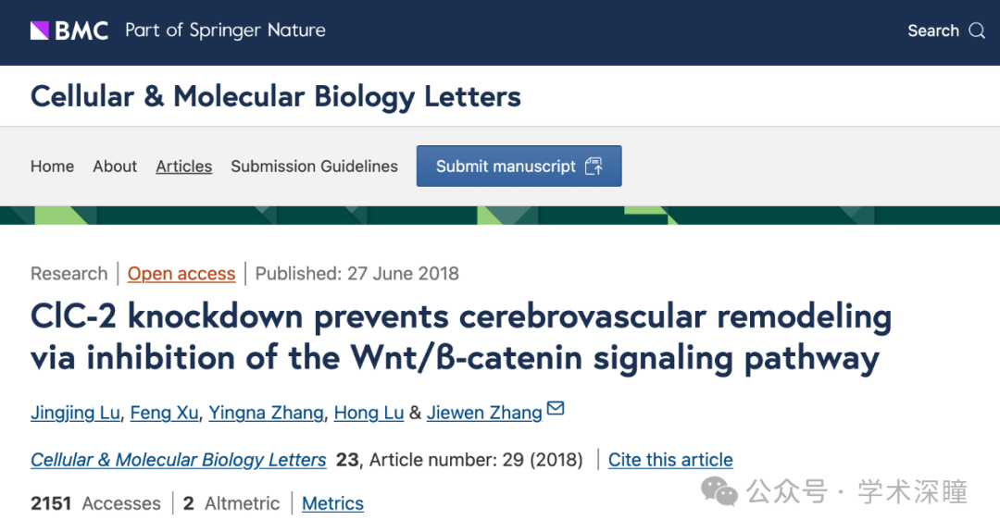 BMC Part of Springer Nature
Search
Cellular & Molecular Biology Letters
Home About Articles Submission Guidelines Submit manuscript
Research | Open access | Published: 27 June 2018
ClC-2 knockdown prevents cerebrovascular remodeling
via inhibition of the Wnt/β-catenin signaling pathway
Jingjing Lu, Feng Xu, Yingna Zhang, Hong Lu & Jiewen Zhang
Cellular & Molecular Biology Letters 23, Article number: 29 (2018) | Cite this article
2151 Accesses | 2 Altmetric | Metrics
公众号 · 学术深瞳